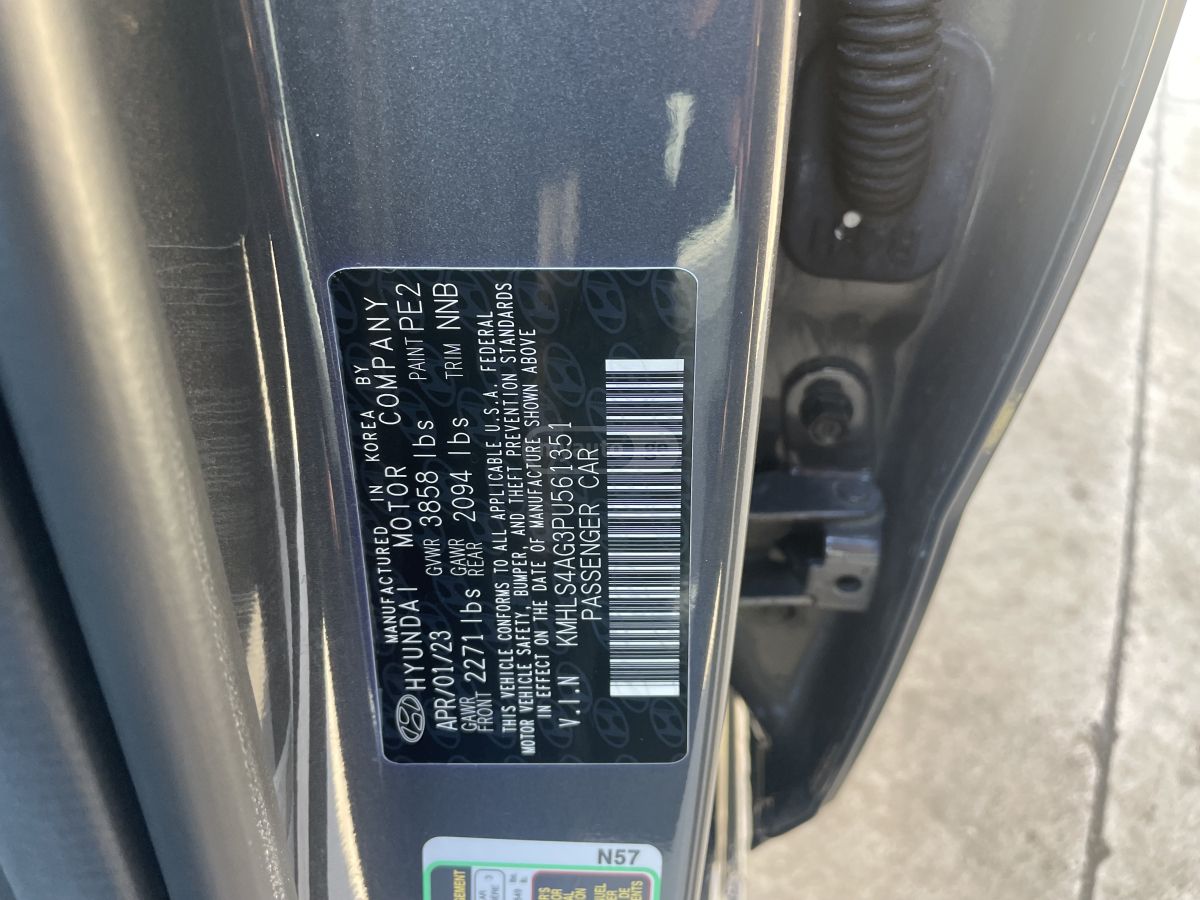 MANUFACTURED IN KOREA BY
HYUNDAI MOTOR COMPANY
APR/01/23 GVWR 3858 lbs PAINT PE2
GAWR FRONT 2271 lbs GAWR REAR 2094 lbs TRIM NNB
THIS VEHICLE CONFORMS TO ALL APPLICABLE U.S.A. FEDERAL
MOTOR VEHICLE SAFETY, BUMPER, AND THEFT PREVENTION STANDARDS
IN EFFECT ON THE DATE OF MANUFACTURE SHOWN ABOVE
V.I.N KMHLS4AG3PU561351
PASSENGER CAR
N57